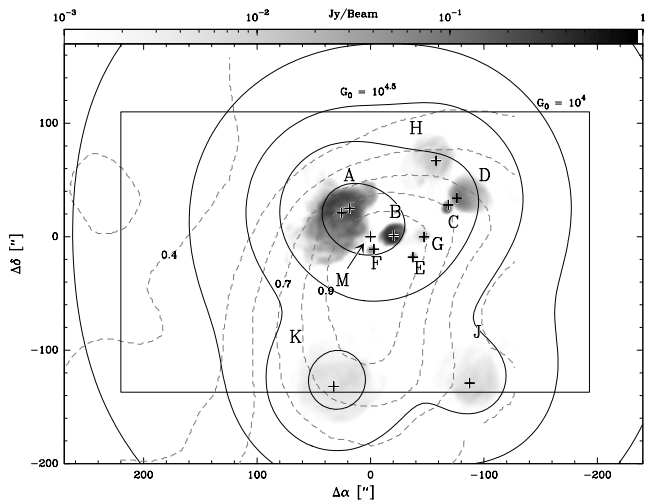 Jy/Beam
10⁻³ 10⁻² 10⁻¹ 1
G₀ = 10⁴·⁵
G₀ = 10⁴
H
A
D
B
C
G
F
E
M
0.4
0.7
0.9
K
J
100
0
−100
−200
Δδ ["]
200 100 0 −100 −200
Δα ["]